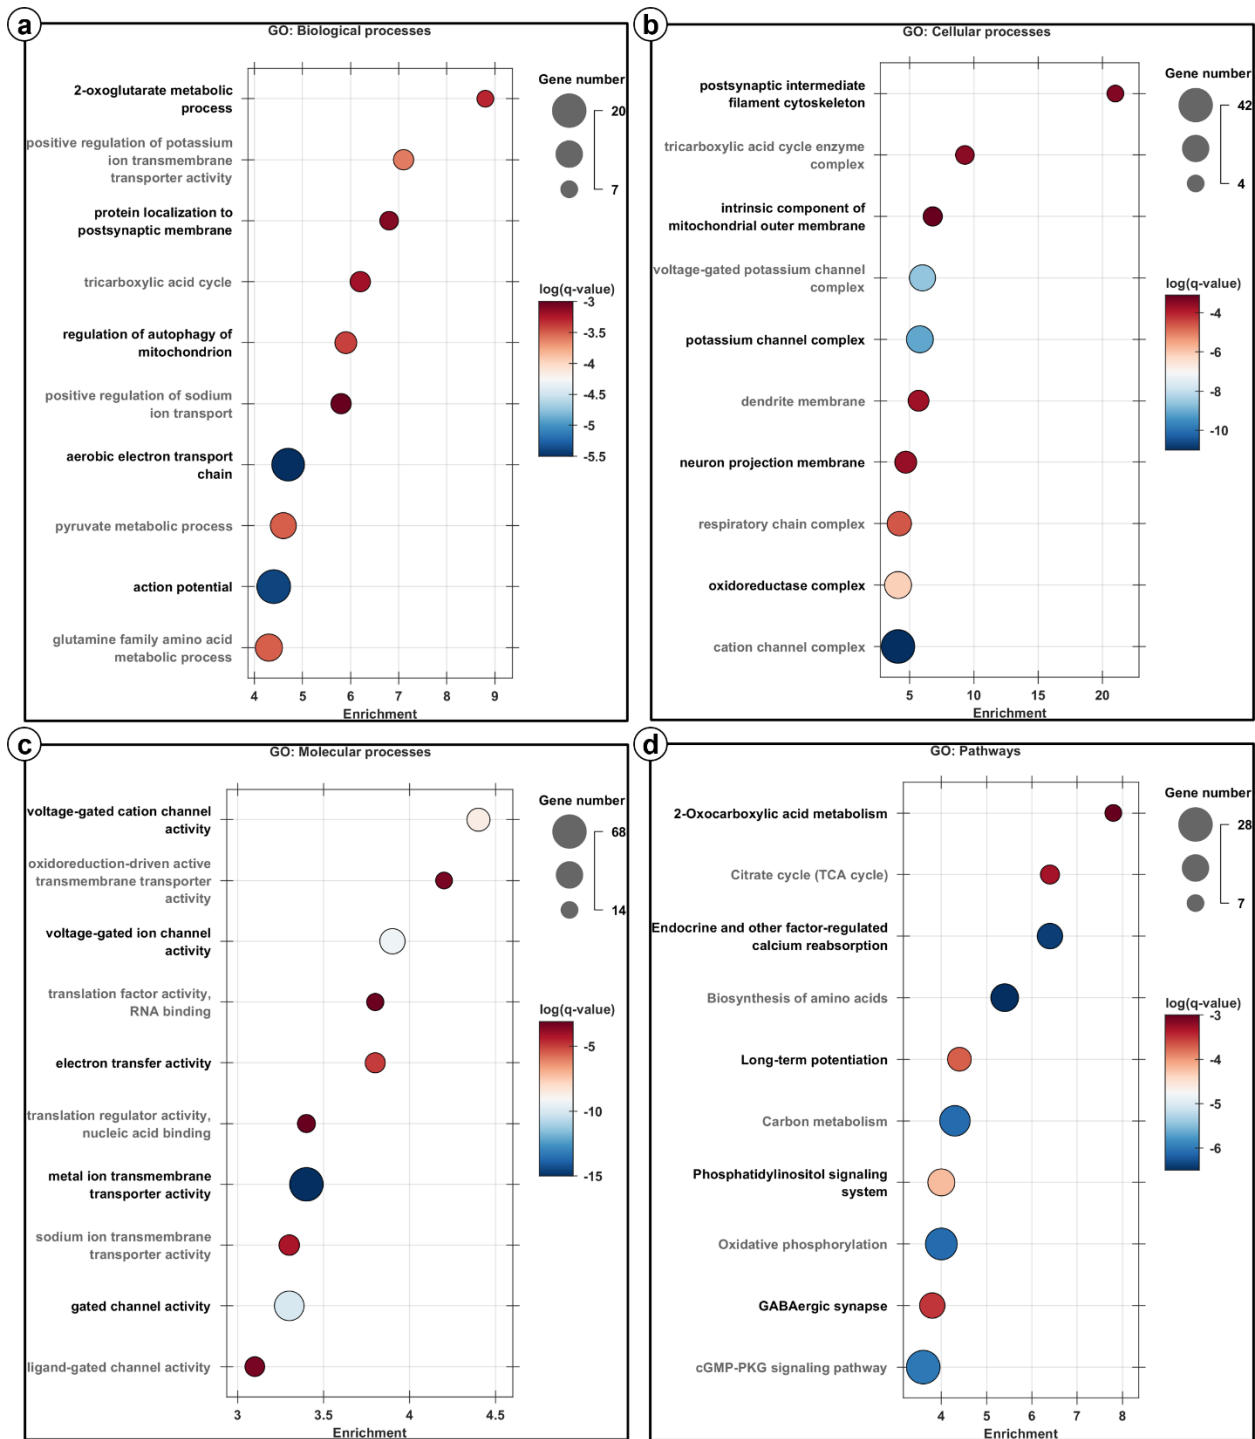 a
GO: Biological processes
2-oxoglutarate metabolic
process
positive regulation of potassium
ion transmembrane
transporter activity
protein localization to
postsynaptic membrane
tricarboxylic acid cycle
regulation of autophagy of
mitochondrion
positive regulation of sodium
ion transport
aerobic electron transport
chain
pyruvate metabolic process
action potential
glutamine family amino acid
metabolic process
4 5 6 7 8 9
Enrichment
Gene number
20
7
log(q-value)
-3
-3.5
-4
-4.5
-5
-5.5
b
GO: Cellular processes
postsynaptic intermediate
filament cytoskeleton
tricarboxylic acid cycle enzyme
complex
intrinsic component of
mitochondrial outer membrane
voltage-gated potassium channel
complex
potassium channel complex
dendrite membrane
neuron projection membrane
respiratory chain complex
oxidoreductase complex
cation channel complex
5 10 15 20
Enrichment
Gene number
42
4
log(q-value)
-4
-6
-8
-10
c
GO: Molecular processes
voltage-gated cation channel
activity
oxidoreduction-driven active
transmembrane transporter
activity
voltage-gated ion channel
activity
translation factor activity,
RNA binding
electron transfer activity
translation regulator activity,
nucleic acid binding
metal ion transmembrane
transporter activity
sodium ion transmembrane
transporter activity
gated channel activity
ligand-gated channel activity
3 3.5 4 4.5
Enrichment
Gene number
68
14
log(q-value)
-5
-10
-15
d
GO: Pathways
2-Oxocarboxylic acid metabolism
Citrate cycle (TCA cycle)
Endocrine and other factor-regulated
calcium reabsorption
Biosynthesis of amino acids
Long-term potentiation
Carbon metabolism
Phosphatidylinositol signaling
system
Oxidative phosphorylation
GABAergic synapse
cGMP-PKG signaling pathway
4 5 6 7 8
Enrichment
Gene number
28
7
log(q-value)
-3
-4
-5
-6